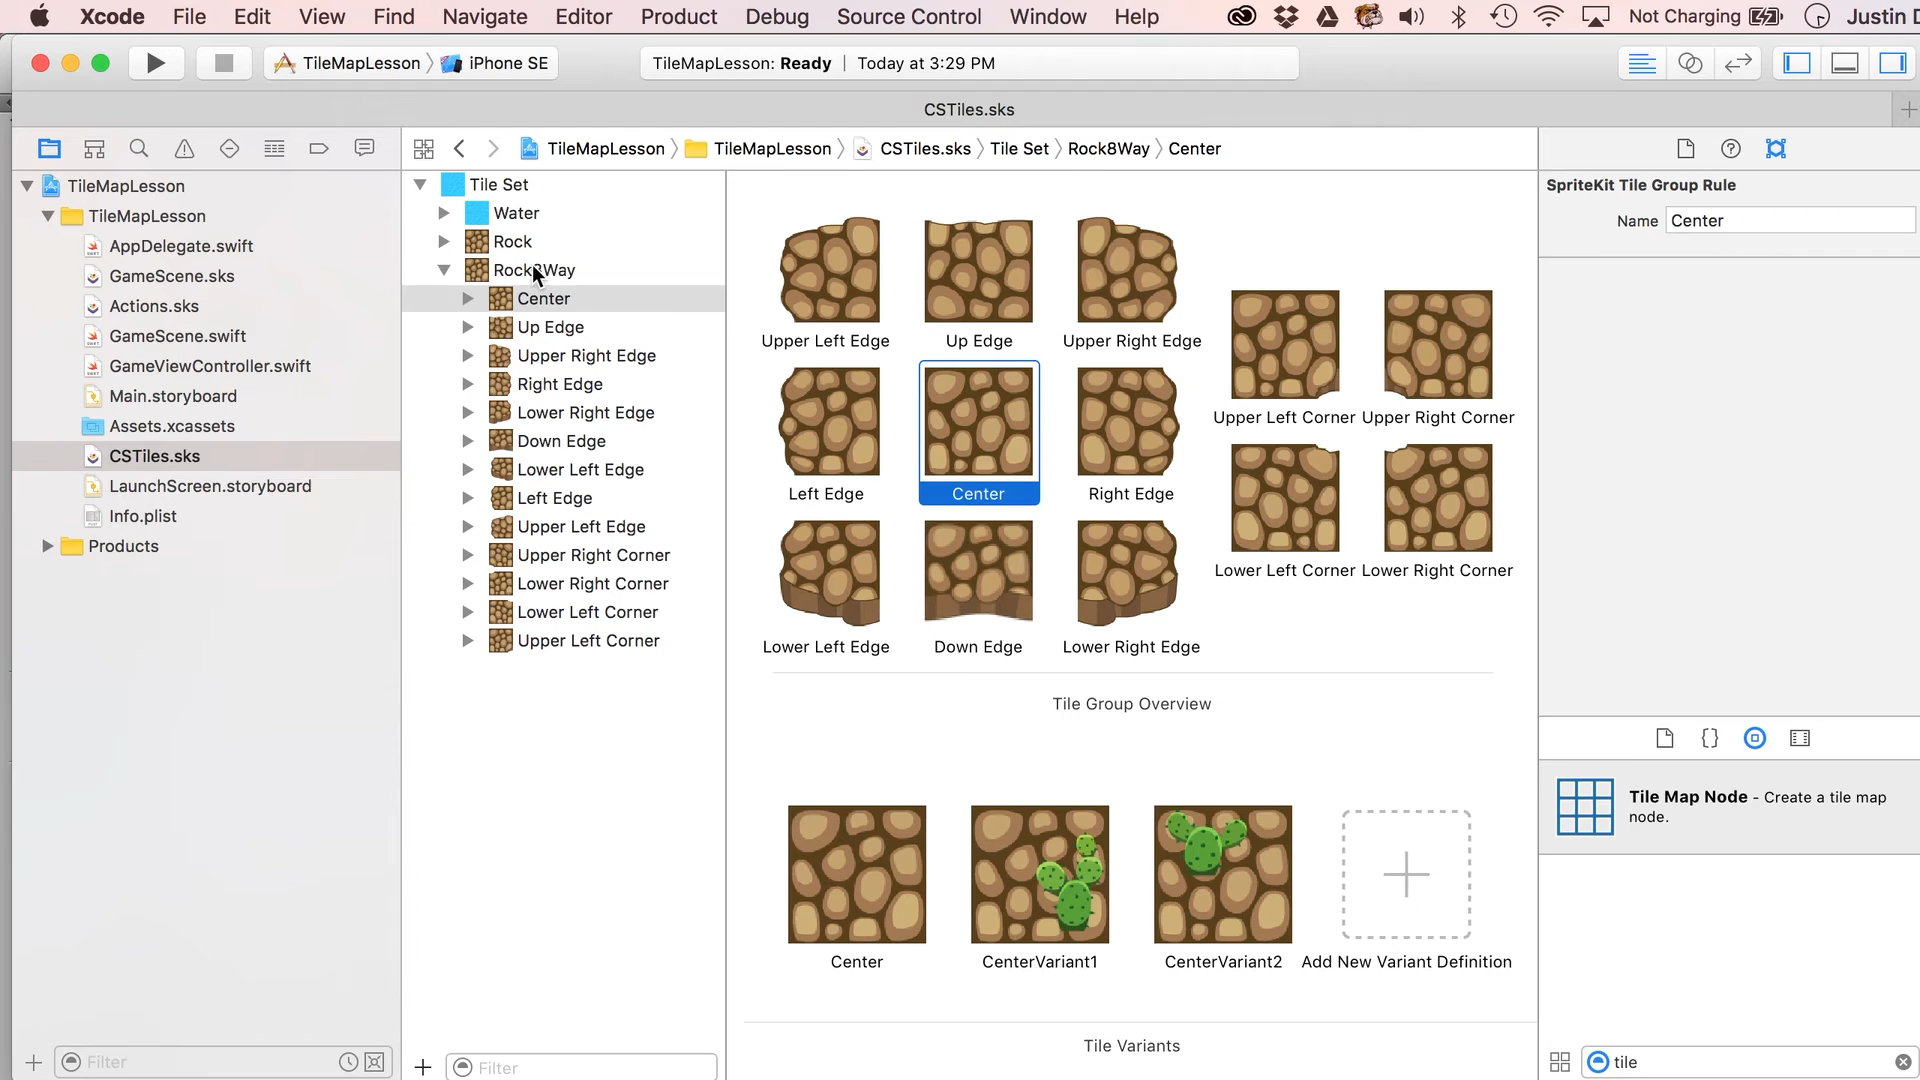 Xcode File Edit View Find Navigate Editor Product Debug Source Control Window Help Not Charging Justin D
TileMapLesson iPhone SE TileMapLesson: Ready Today at 3:29 PM
CSTiles.sks
TileMapLesson TileMapLesson CSTiles.sks Tile Set Rock8Way Center
TileMapLesson
TileMapLesson
AppDelegate.swift
GameScene.sks
Actions.sks
GameScene.swift
GameViewController.swift
Main.storyboard
Assets.xcassets
CSTiles.sks
LaunchScreen.storyboard
Info.plist
Products
Filter
Tile Set
Water
Rock
Rock8Way
Center
Up Edge
Upper Right Edge
Right Edge
Lower Right Edge
Down Edge
Lower Left Edge
Left Edge
Upper Left Edge
Upper Right Corner
Lower Right Corner
Lower Left Corner
Upper Left Corner
Filter
Upper Left Edge Up Edge Upper Right Edge
Upper Left Corner Upper Right Corner
Left Edge Center Right Edge
Lower Left Corner Lower Right Corner
Lower Left Edge Down Edge Lower Right Edge
Tile Group Overview
Center CenterVariant1 CenterVariant2 Add New Variant Definition
Tile Variants
SpriteKit Tile Group Rule
Name Center
Tile Map Node - Create a tile map
node.
tile